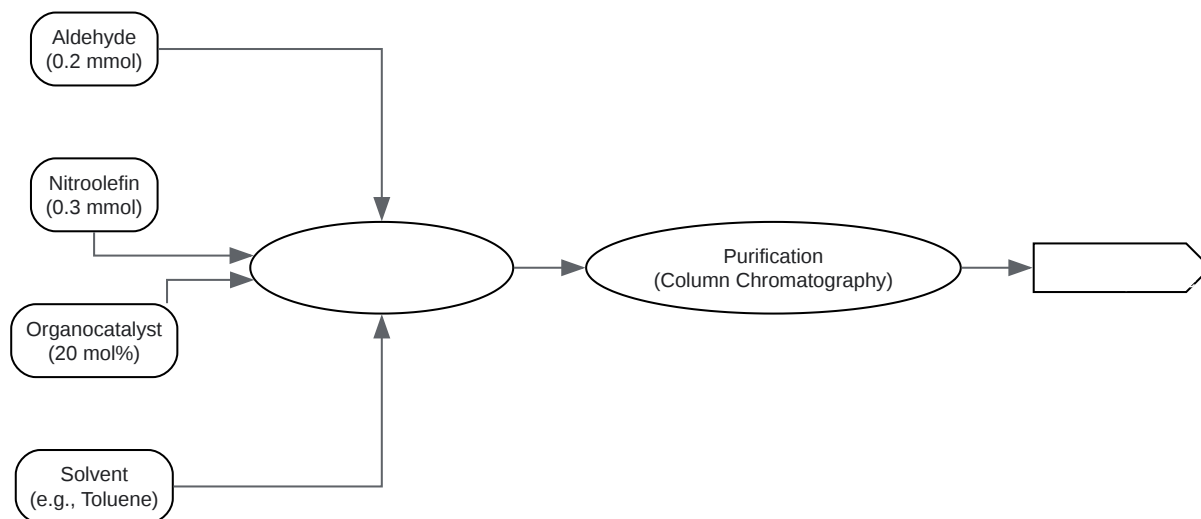 Aldehyde
(0.2 mmol)
Nitroolefin
(0.3 mmol)
Organocatalyst
(20 mol%)
Solvent
(e.g., Toluene)
Purification
(Column Chromatography)